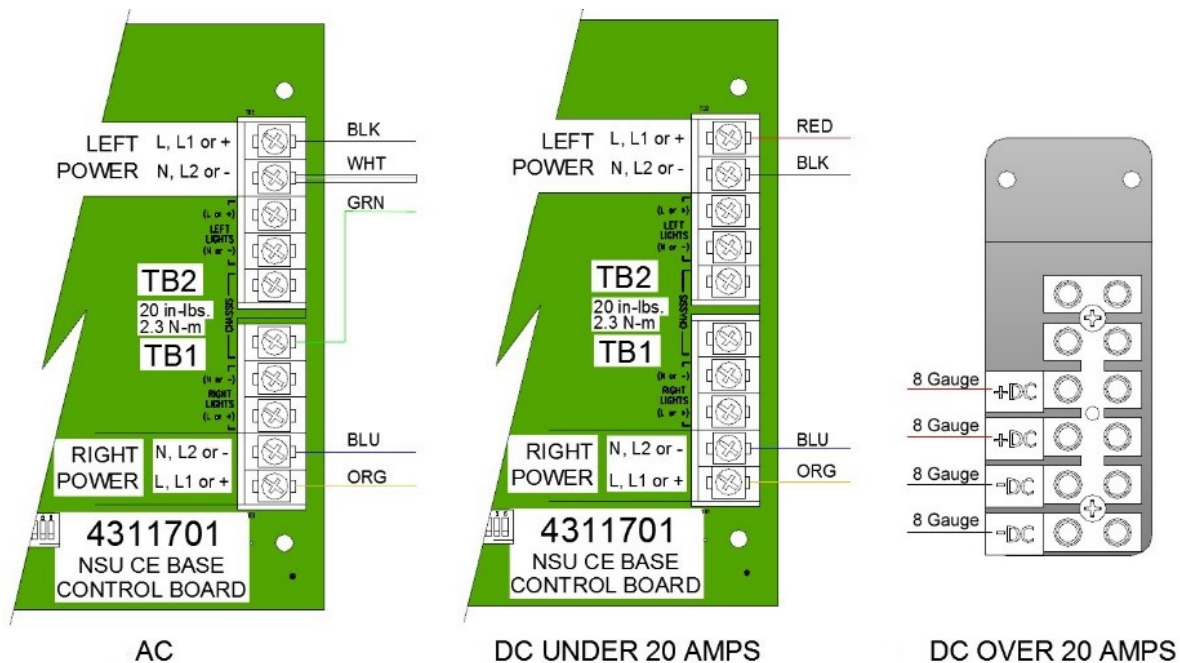 BLK
LEFT L, L1 or +
WHT
POWER N, L2 or -
GRN
(L or +)
LEFT
LIGHTS
(N or -)
TB2
20 in-lbs.
2.3 N-m
CHASSIS
TB1
(N or -)
RIGHT
LIGHTS
(L or +)
BLU
RIGHT N, L2 or -
POWER L, L1 or +
ORG
4311701
NSU CE BASE
CONTROL BOARD
AC
RED
LEFT L, L1 or +
BLK
POWER N, L2 or -
(L or +)
LEFT
LIGHTS
(N or -)
TB2
20 in-lbs.
2.3 N-m
CHASSIS
TB1
(N or -)
RIGHT
LIGHTS
(L or +)
BLU
RIGHT N, L2 or -
POWER L, L1 or +
ORG
4311701
NSU CE BASE
CONTROL BOARD
DC UNDER 20 AMPS
8 Gauge +DC
8 Gauge +DC
8 Gauge -DC
8 Gauge -DC
DC OVER 20 AMPS